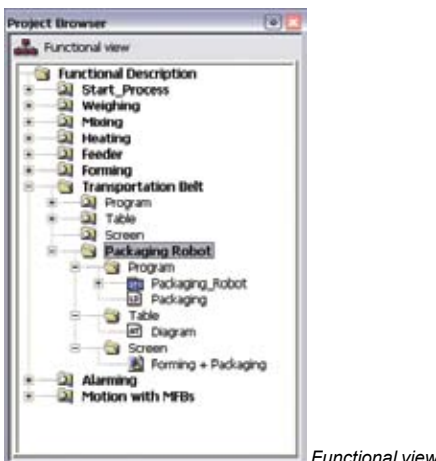 Project Browser
Functional view
Functional Description
Start_Process
Weighing
Mixing
Heating
Feeder
Forming
Transportation Belt
Program
Table
Screen
Packaging Robot
Program
Packaging_Robot
Packaging
Table
Diagram
Screen
Forming + Packaging
Alarming
Motion with MFBs
Functional view